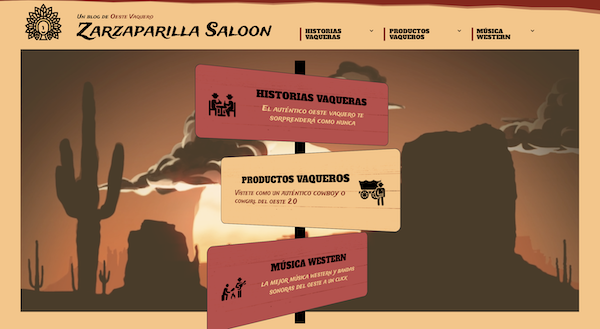 Un blog de Oeste Vaquero
Zarzaparilla Saloon
HISTORIAS
VAQUERAS
PRODUCTOS
VAQUEROS
MÚSICA
WESTERN
HISTORIAS VAQUERAS
El auténtico oeste vaquero te
sorprenderá como nunca
PRODUCTOS VAQUEROS
Vístete como un auténtico cowboy o
cowgirl del oeste 2.0
MÚSICA WESTERN
La mejor música western y bandas
sonoras del oeste a un click